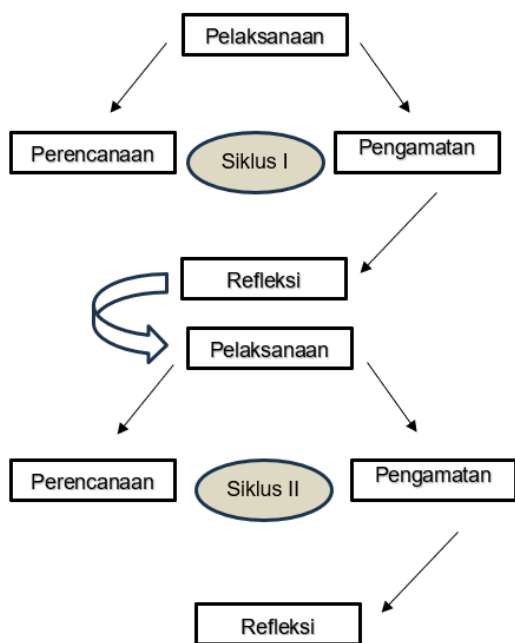 Pelaksanaan
Perencanaan
Siklus I
Pengamatan
Refleksi
Pelaksanaan
Perencanaan
Siklus II
Pengamatan
Refleksi